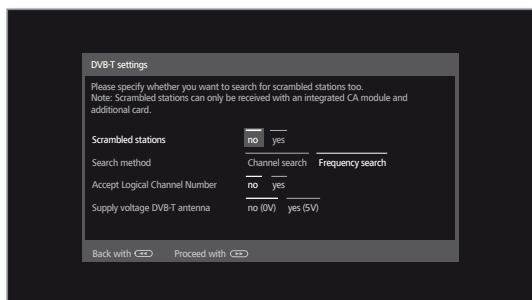 DVB-T settings
Please specify whether you want to search for scrambled stations too.
Note: Scrambled stations can only be received with an integrated CA module and
additional card.
Scrambled stations no yes
Search method Channel search Frequency search
Accept Logical Channel Number no yes
Supply voltage DVB-T antenna no (0V) yes (5V)
Back with Proceed with